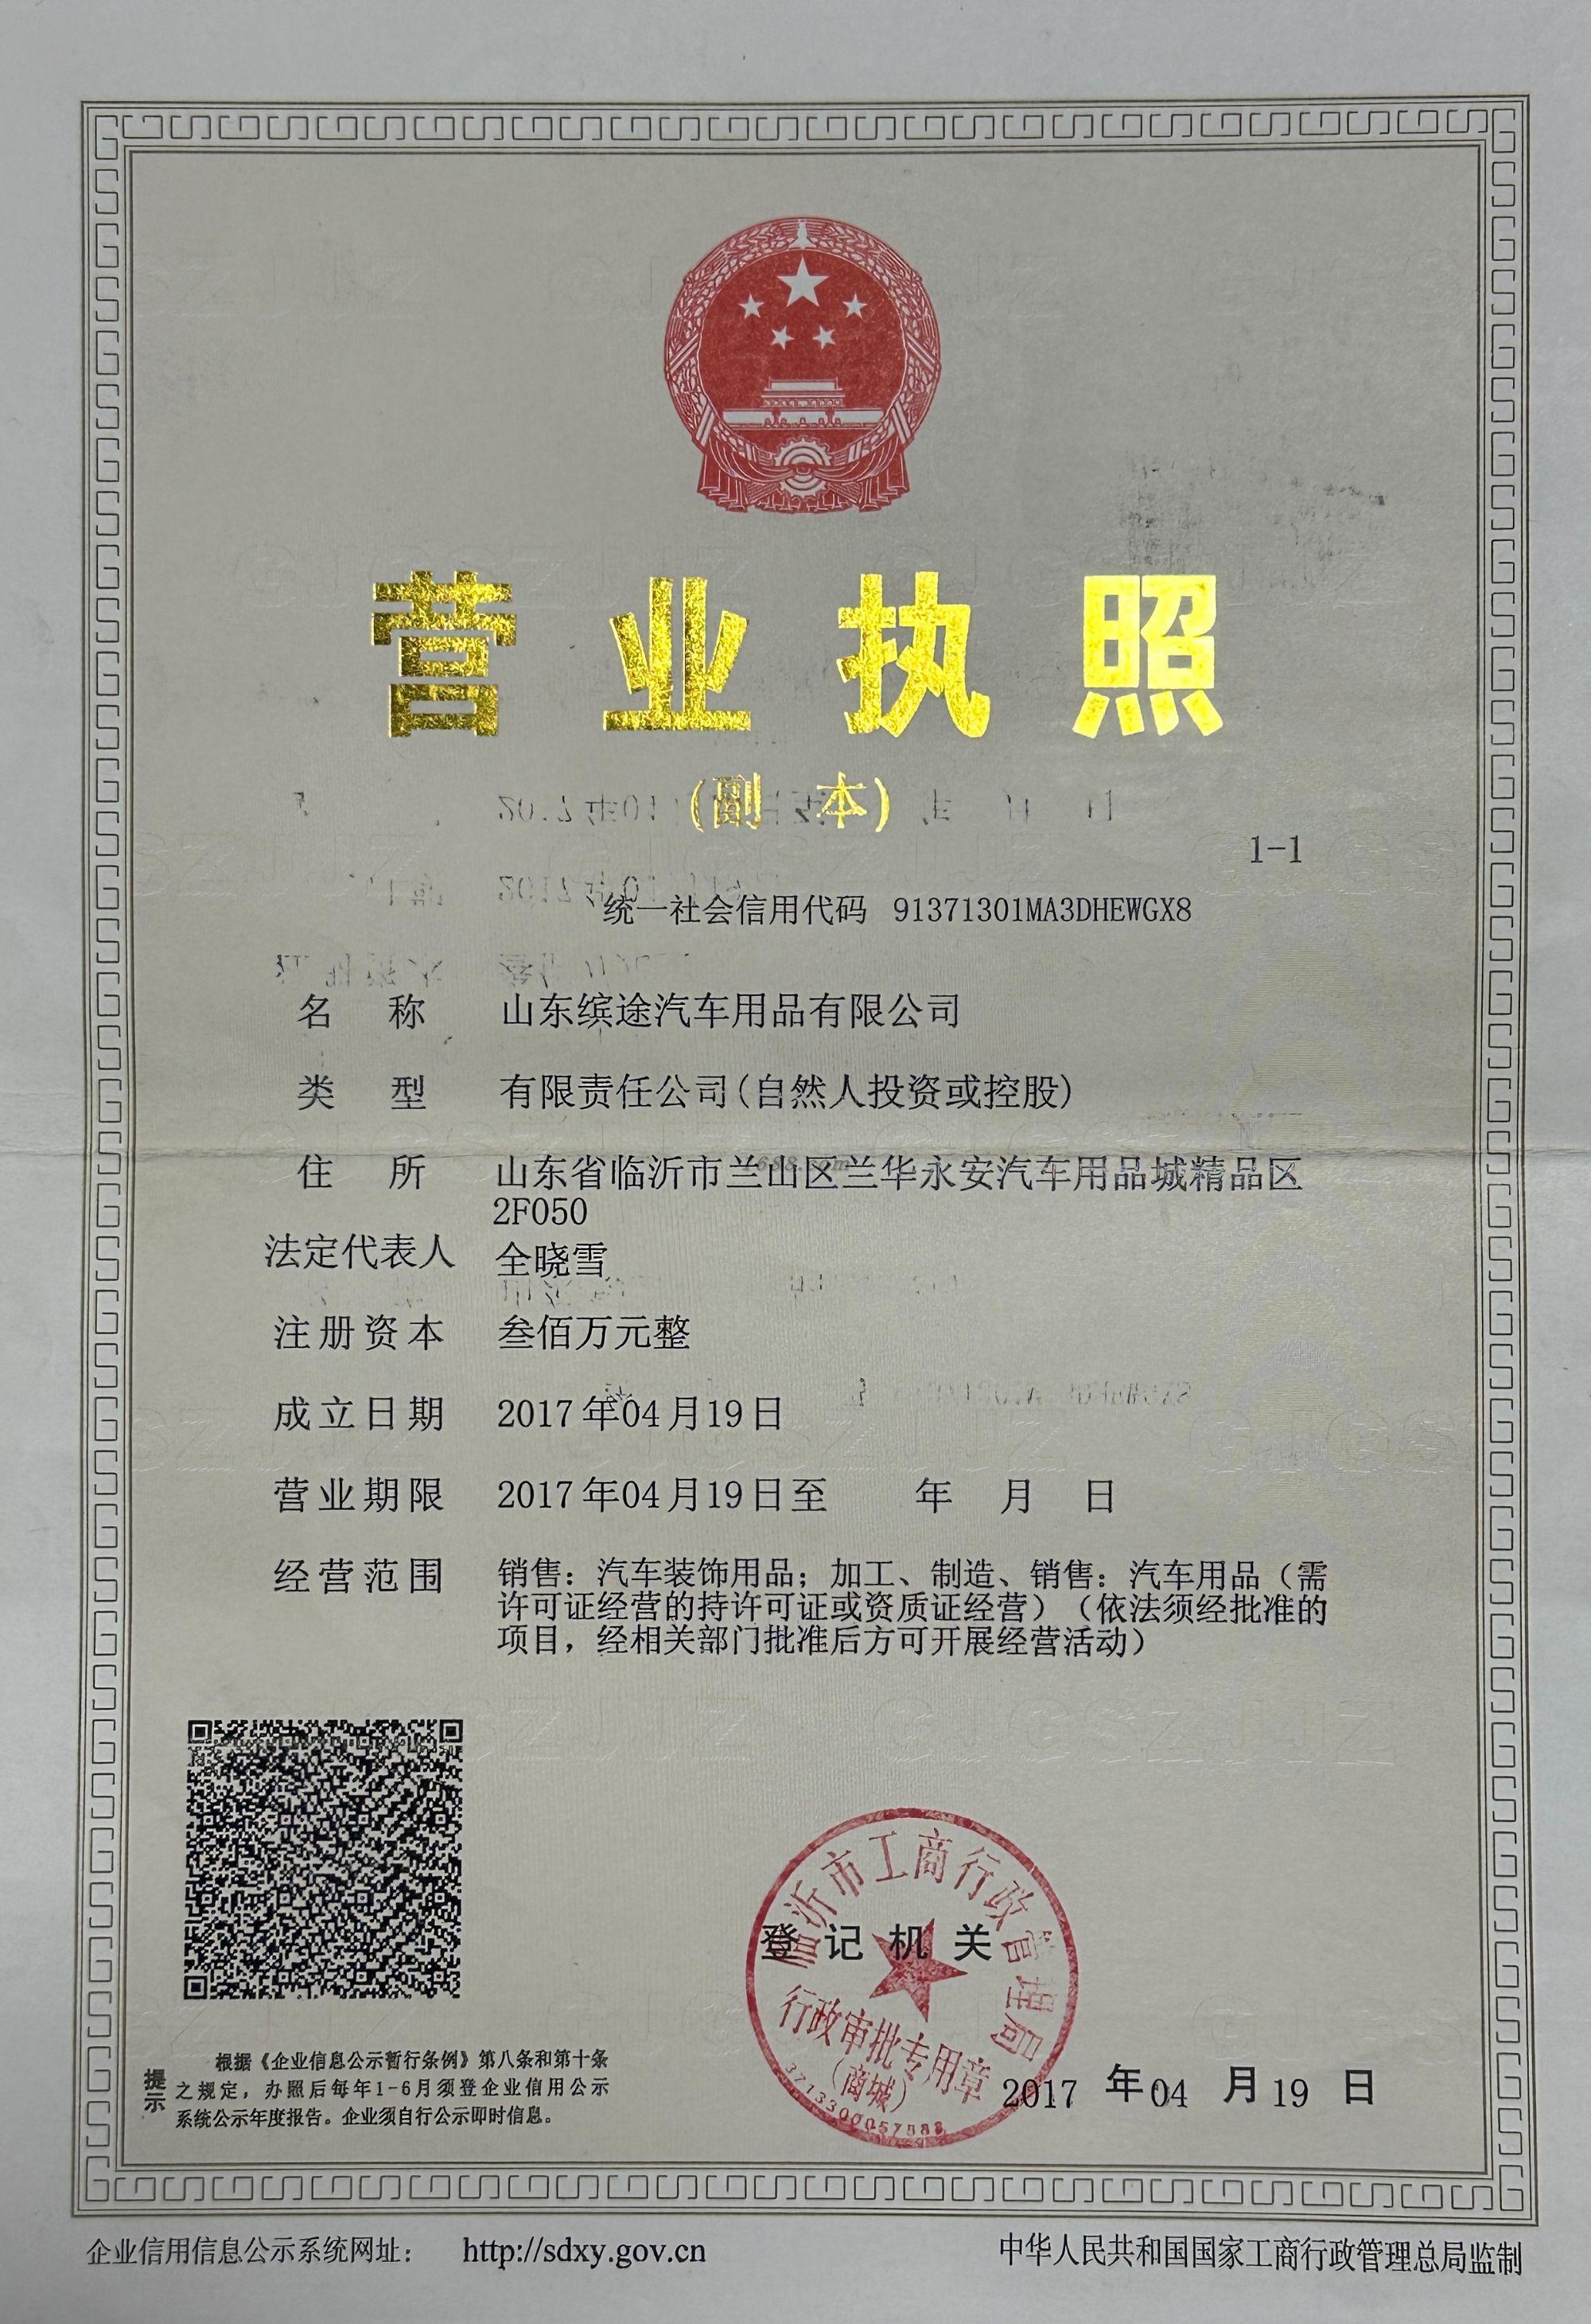 营业执照
(副 本)
1-1
统一社会信用代码 91371301MA3DHEWGX8
名称 山东缤途汽车用品有限公司
类型 有限责任公司(自然人投资或控股)
住所 山东省临沂市兰山区兰华永安汽车用品城精品区
2F050
法定代表人 全晓雪
注册资本 叁佰万元整
成立日期 2017年04月19日
营业期限 2017年04月19日至 年 月 日
经营范围 销售：汽车装饰用品；加工、制造、销售：汽车用品（需
许可证经营的持许可证或资质证经营）（依法须经批准的
项目，经相关部门批准后方可开展经营活动）
临沂市工商行政管理局
登记机关
行政审批专用章
(商城)
2017 年 04 月 19 日
提示
根据《企业信息公示暂行条例》第八条和第十条
之规定，办照后每年1-6月须登企业信用公示
系统公示年度报告。企业须自行公示即时信息。
企业信用信息公示系统网址： http://sdxy.gov.cn
中华人民共和国国家工商行政管理总局监制